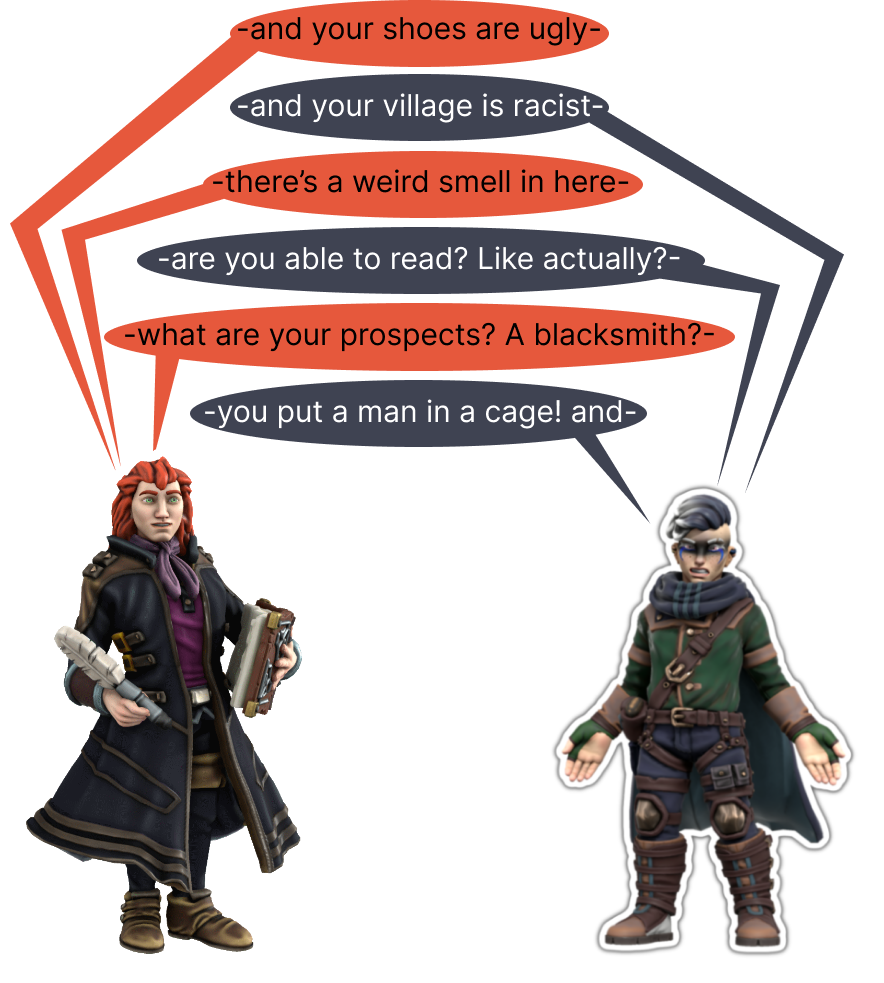 -and your shoes are ugly-
-and your village is racist-
-there’s a weird smell in here-
-are you able to read? Like actually?-
-what are your prospects? A blacksmith?-
-you put a man in a cage! and-